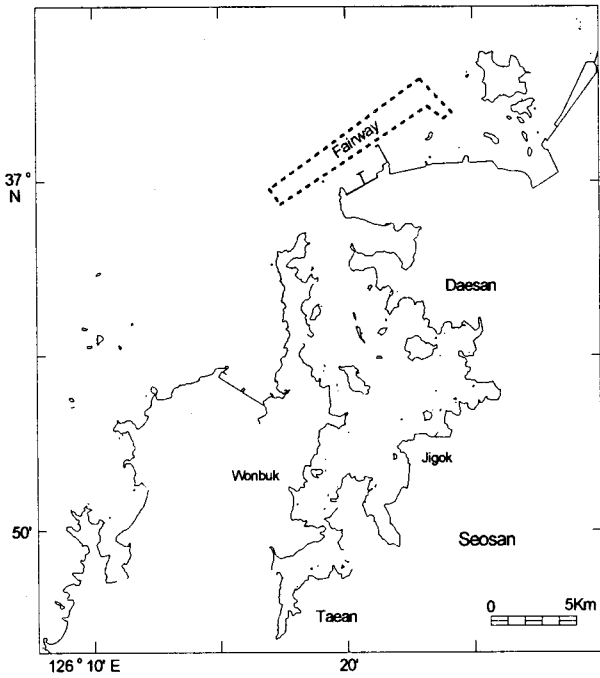 Fairway
37°
N
Daesan
Jigok
Wonbuk
50'
Seosan
Taean
0 5Km
126° 10' E 20'